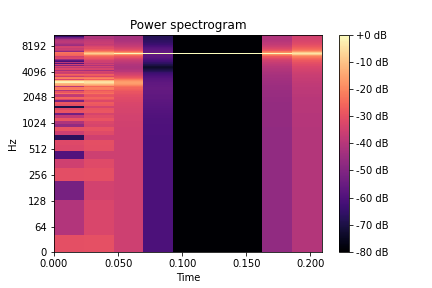 Power spectrogram
8192
4096
2048
1024
512
256
128
64
0
Hz
0.000 0.050 0.100 0.150 0.200
Time
+0 dB
-10 dB
-20 dB
-30 dB
-40 dB
-50 dB
-60 dB
-70 dB
-80 dB